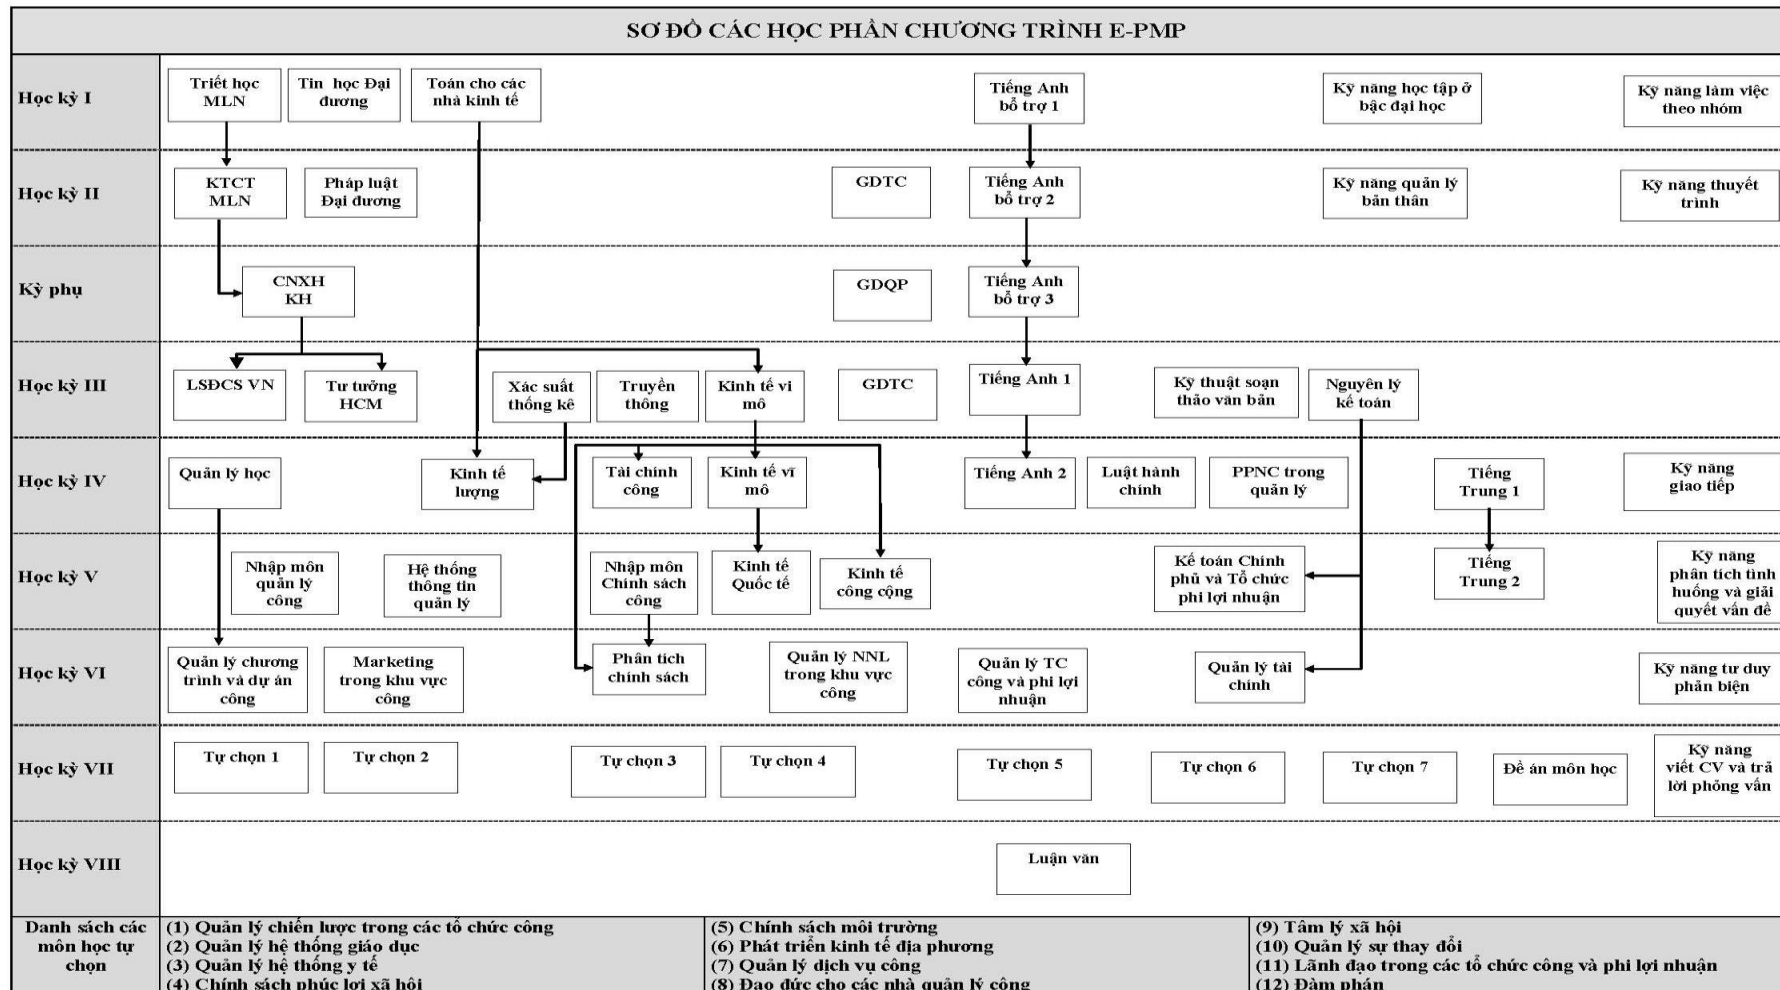 SƠ ĐỒ CÁC HỌC PHẦN CHƯƠNG TRÌNH E-PMP
Học kỳ I
Triết học
MLN
Tin học Đại
đương
Toán cho các
nhà kinh tế
Tiếng Anh
bổ trợ 1
Kỹ năng học tập ở
bậc đại học
Kỹ năng làm việc
theo nhóm
Học kỳ II
KTCT
MLN
Pháp luật
Đại đương
GDTC
Tiếng Anh
bổ trợ 2
Kỹ năng quản lý
bản thân
Kỹ năng thuyết
trình
Kỳ phụ
CNXH
KH
GDQP
Tiếng Anh
bổ trợ 3
Học kỳ III
LSĐCS VN
Tư tưởng
HCM
Xác suất
thống kê
Truyền
thông
Kinh tế vi
mô
GDTC
Tiếng Anh 1
Kỹ thuật soạn
thảo văn bản
Nguyên lý
kế toán
Học kỳ IV
Quản lý học
Kinh tế
lượng
Tài chính
công
Kinh tế vĩ
mô
Tiếng Anh 2
Luật hành
chính
PPNC trong
quản lý
Tiếng
Trung 1
Kỹ năng
giao tiếp
Học kỳ V
Nhập môn
quản lý
công
Hệ thống
thông tin
quản lý
Nhập môn
Chính sách
công
Kinh tế
Quốc tế
Kinh tế
công cộng
Kế toán Chính
phủ và Tổ chức
phi lợi nhuận
Tiếng
Trung 2
Kỹ năng
phân tích tình
huống và giải
quyết vấn đề
Học kỳ VI
Quản lý chương
trình và dự án
công
Marketing
trong khu vực
công
Phân tích
chính sách
Quản lý NNL
trong khu vực
công
Quản lý TC
công và phi lợi
nhuận
Quản lý tài
chính
Kỹ năng tư duy
phản biện
Học kỳ VII
Tự chọn 1
Tự chọn 2
Tự chọn 3
Tự chọn 4
Tự chọn 5
Tự chọn 6
Tự chọn 7
Đề án môn học
Kỹ năng
viết CV và trả
lời phỏng vấn
Học kỳ VIII
Luận văn
Danh sách các
môn học tự
chọn
(1) Quản lý chiến lược trong các tổ chức công
(2) Quản lý hệ thống giáo dục
(3) Quản lý hệ thống y tế
(4) Chính sách phúc lợi xã hội
(5) Chính sách môi trường
(6) Phát triển kinh tế địa phương
(7) Quản lý dịch vụ công
(8) Đạo đức cho các nhà quản lý công
(9) Tâm lý xã hội
(10) Quản lý sự thay đổi
(11) Lãnh đạo trong các tổ chức công và phi lợi nhuận
(12) Đàm phán